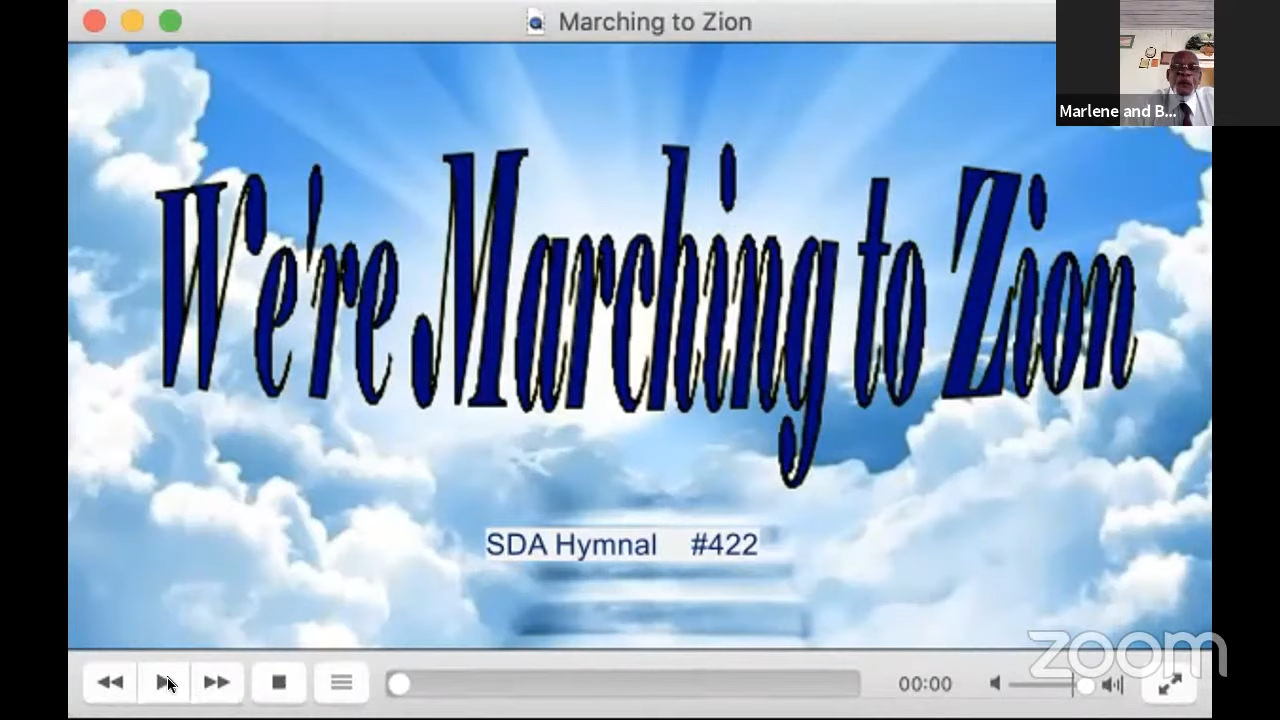 Marching to Zion
Marlene and B...
We're Marching to Zion
SDA Hymnal #422
00:00
zoom